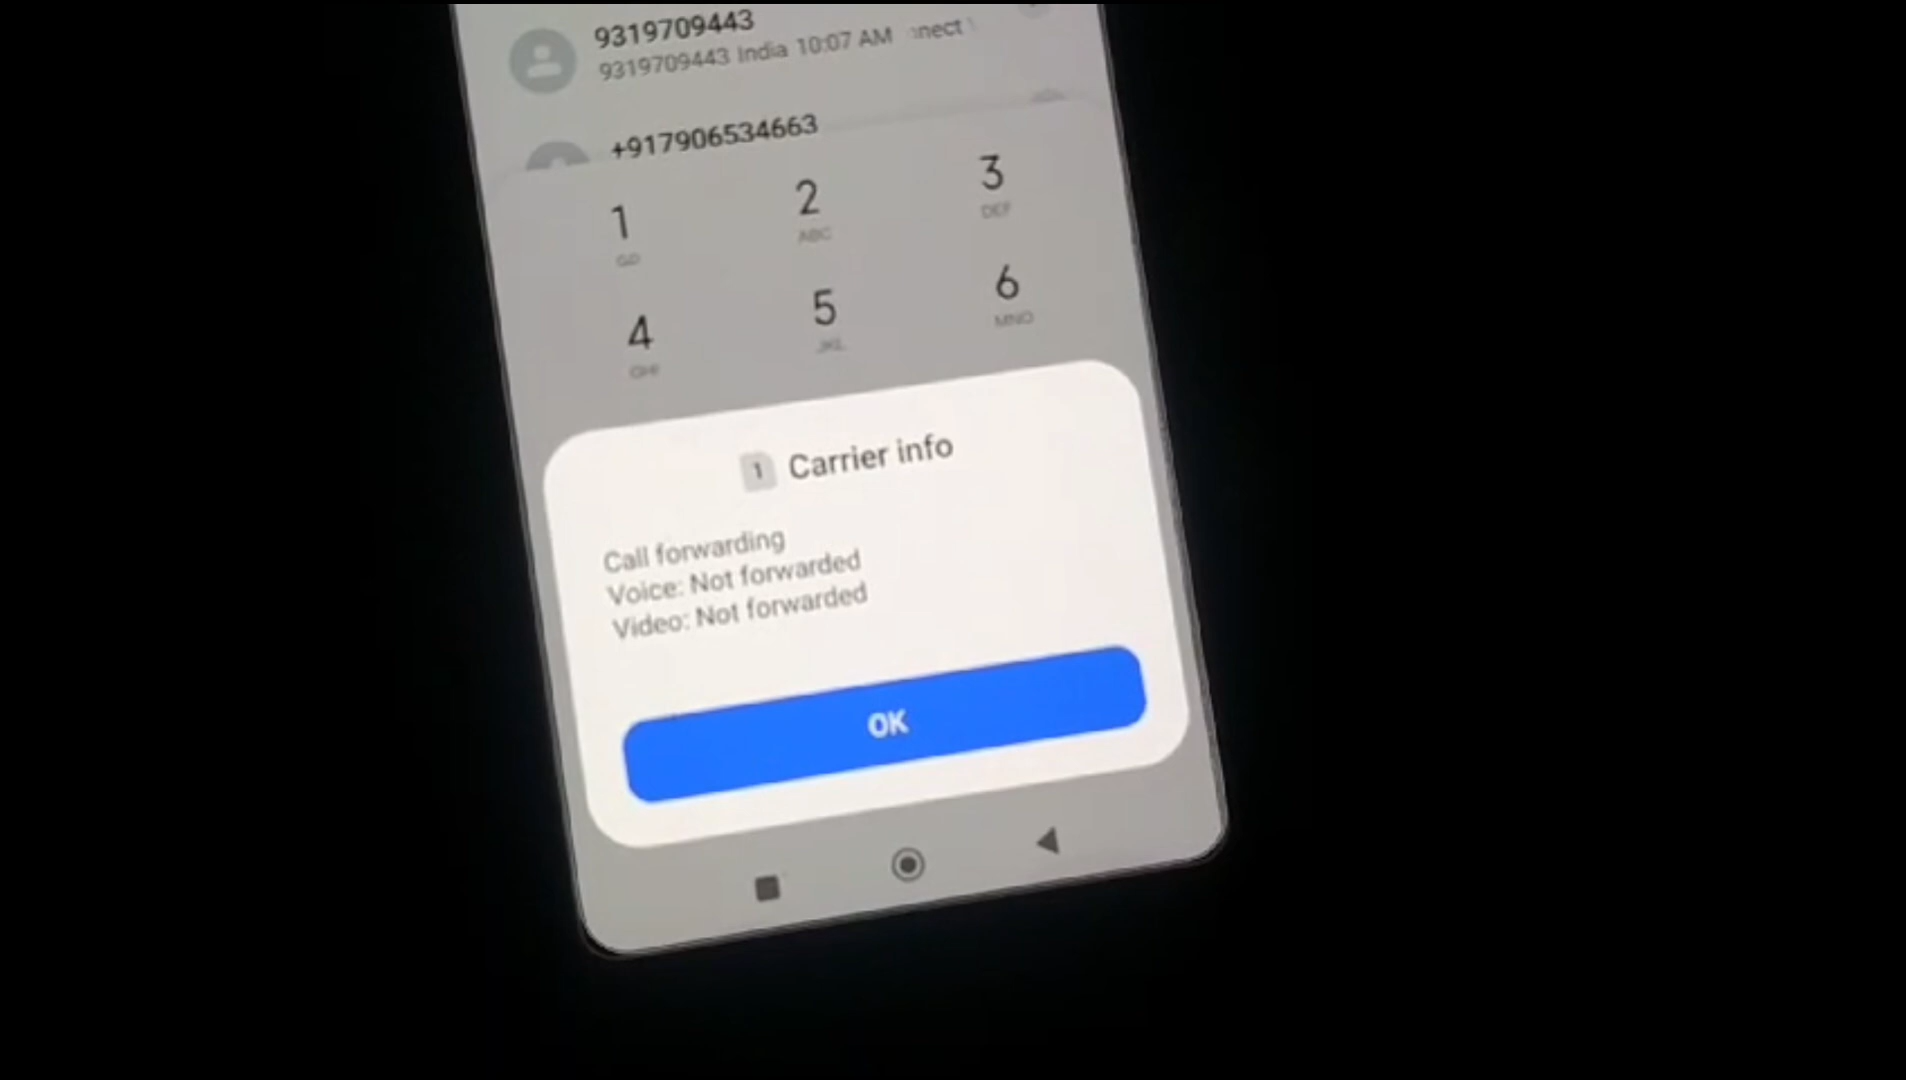 9319709443
9319709443 India 10:07 AM
+917906534663
1
2
ABC
3
DEF
4
GHI
5
JKL
6
MNO
1 Carrier info
Call forwarding
Voice: Not forwarded
Video: Not forwarded
OK